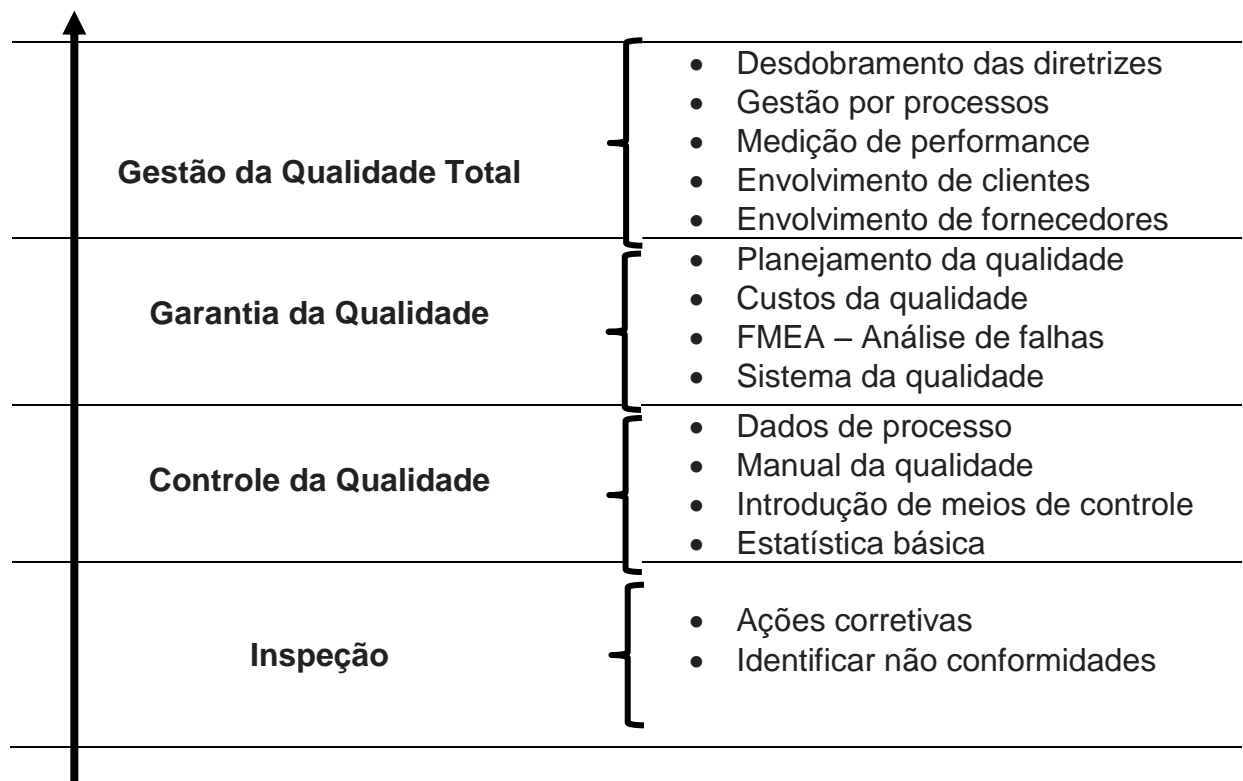 Gestão da Qualidade Total
• Desdobramento das diretrizes
• Gestão por processos
• Medição de performance
• Envolvimento de clientes
• Envolvimento de fornecedores
Garantia da Qualidade
• Planejamento da qualidade
• Custos da qualidade
• FMEA – Análise de falhas
• Sistema da qualidade
Controle da Qualidade
• Dados de processo
• Manual da qualidade
• Introdução de meios de controle
• Estatística básica
Inspeção
• Ações corretivas
• Identificar não conformidades